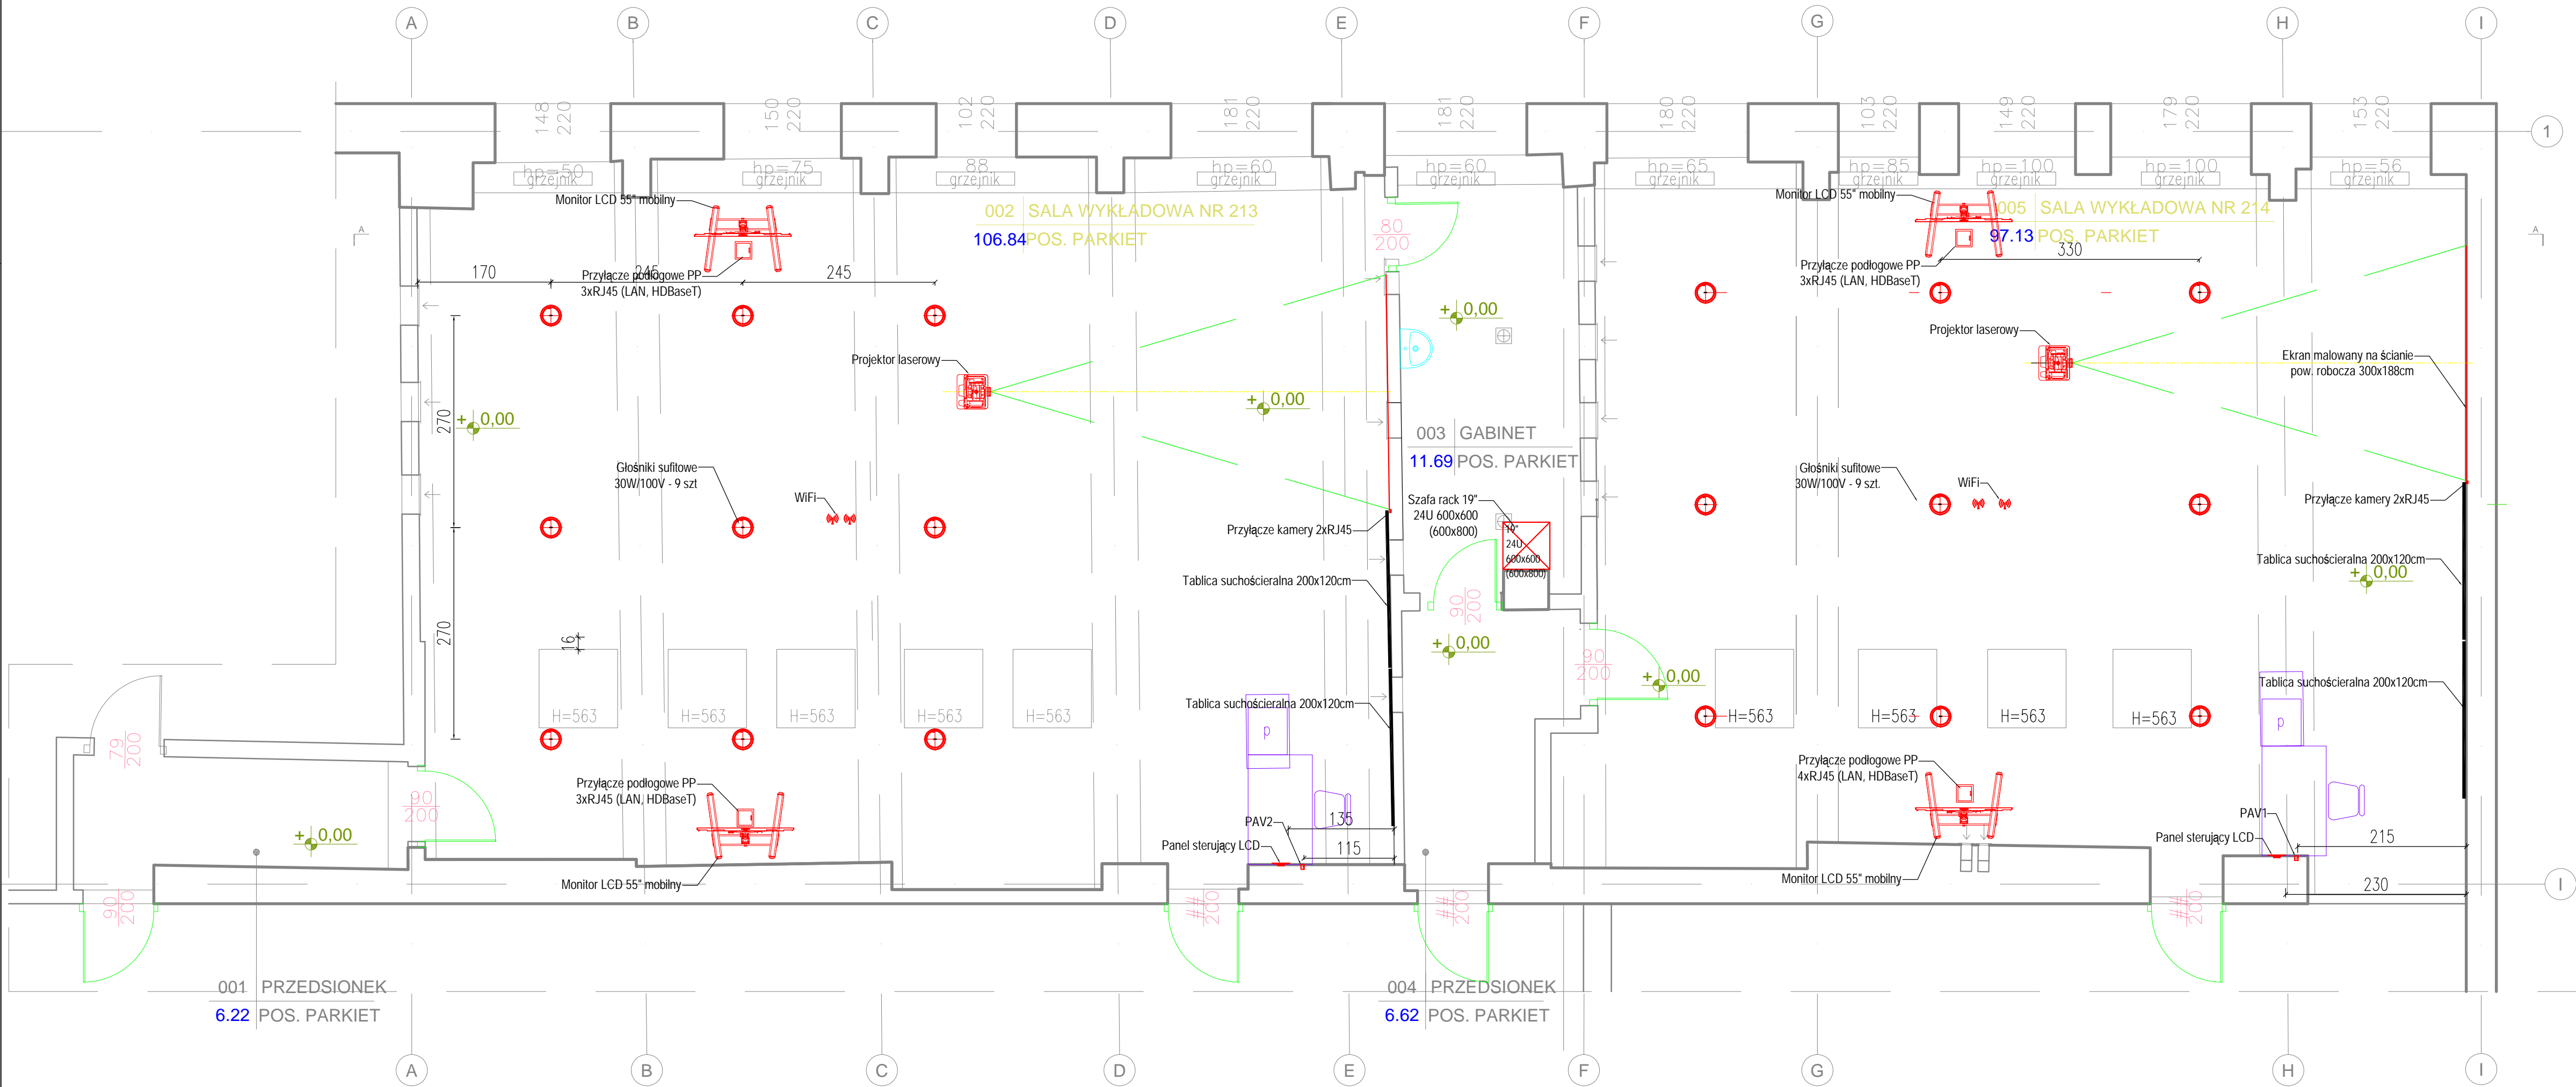 A B C D E F G H I
148 220
150 220
102 220
181 220
181 220
180 220
103 220
149 220
179 220
153 220
1
hp=50 grzejnik
hp=75 grzejnik
88 grzejnik
hp=60 grzejnik
hp=60 grzejnik
hp=65 grzejnik
hp=85 grzejnik
hp=100 grzejnik
hp=100 grzejnik
hp=56 grzejnik
A
Monitor LCD 55" mobilny
002 SALA WYKŁADOWA NR 213
106.84 POS. PARKIET
80
200
Monitor LCD 55" mobilny
005 SALA WYKŁADOWA NR 214
97.13 POS. PARKIET
A
170
245
245
Przyłącze podłogowe PP
3xRJ45 (LAN, HDBaseT)
Przyłącze podłogowe PP
3xRJ45 (LAN, HDBaseT)
330
+0,00
Projektor laserowy
Projektor laserowy
Ekran malowany na ścianie
pow. robocza 300x188cm
270
+0,00
+0,00
003 GABINET
11.69 POS. PARKIET
Głośniki sufitowe
30W/100V - 9 szt
WiFi
Szafa rack 19"
24U 600x600
(600x800)
19"
24U
600x600
(600x800)
Głośniki sufitowe
30W/100V - 9 szt.
WiFi
Przyłącze kamery 2xRJ45
Przyłącze kamery 2xRJ45
Tablica suchościeralna 200x120cm
Tablica suchościeralna 200x120cm
+0,00
270
16
90
200
+0,00
90
200
+0,00
Tablica suchościeralna 200x120cm
Tablica suchościeralna 200x120cm
H=563
H=563
H=563
H=563
H=563
p
H=563
H=563
H=563
H=563
p
79
200
90
200
Przyłącze podłogowe PP
3xRJ45 (LAN, HDBaseT)
Przyłącze podłogowe PP
4xRJ45 (LAN, HDBaseT)
+0,00
PAV2
135
Panel sterujący LCD
115
PAV1
Panel sterujący LCD
215
Monitor LCD 55" mobilny
Monitor LCD 55" mobilny
230
I
90
200
##
200
##
200
##
200
001 PRZEDSIONEK
6.22 POS. PARKIET
004 PRZEDSIONEK
6.62 POS. PARKIET
A B C D E F G H I